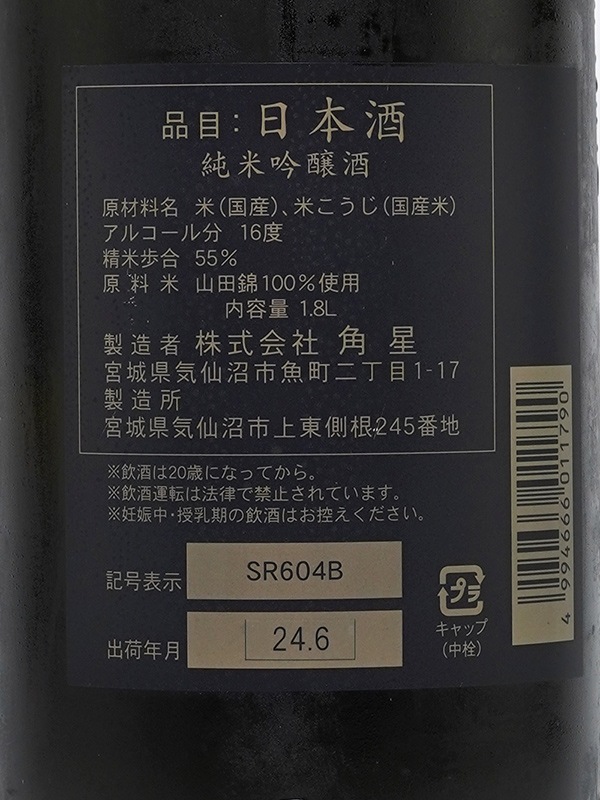 品目：日本酒
純米吟醸酒
原材料名 米（国産）、米こうじ（国産米）
アルコール分 16度
精米歩合 55％
原料米 山田錦100％使用
内容量 1.8L
製造者 株式会社 角星
宮城県気仙沼市魚町二丁目1-17
製造所
宮城県気仙沼市上東側根245番地
※飲酒は20歳になってから。
※飲酒運転は法律で禁止されています。
※妊娠中・授乳期の飲酒はお控えください。
記号表示 SR604B
出荷年月 24.6
プラ
キャップ
（中栓）
4 994666 011790